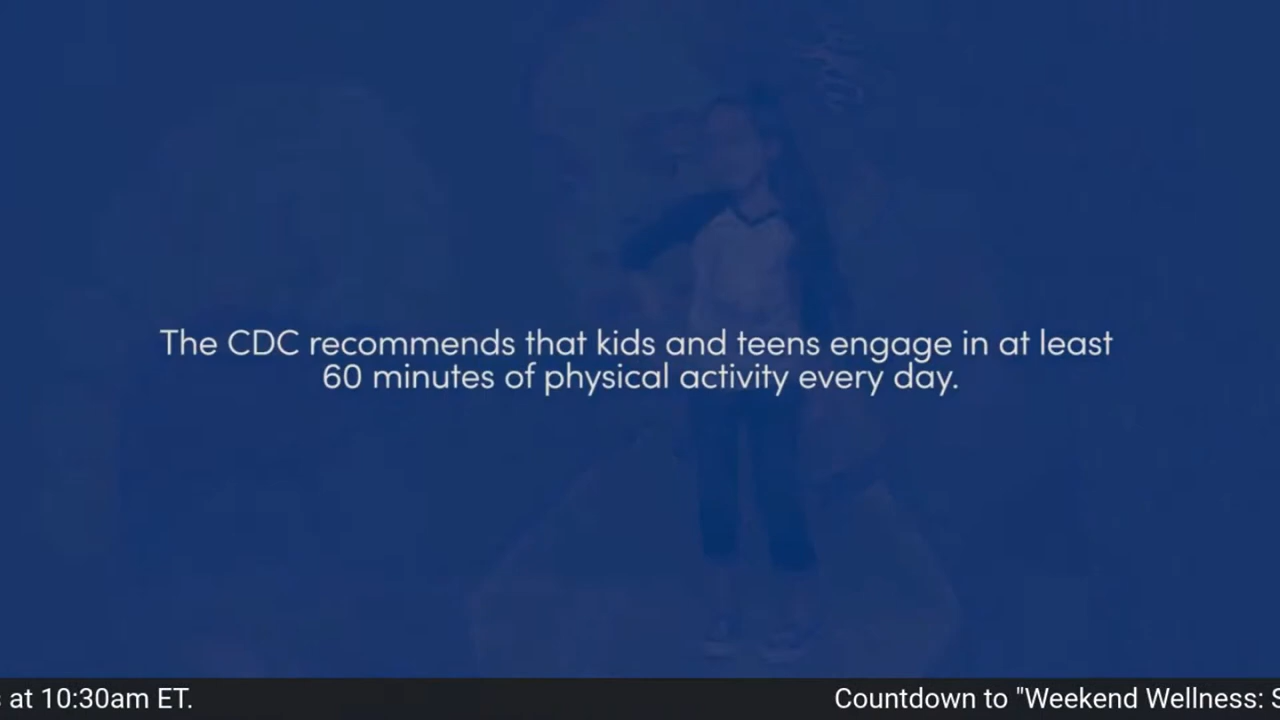 The CDC recommends that kids and teens engage in at least
60 minutes of physical activity every day.
at 10:30am ET.
Countdown to "Weekend Wellness: